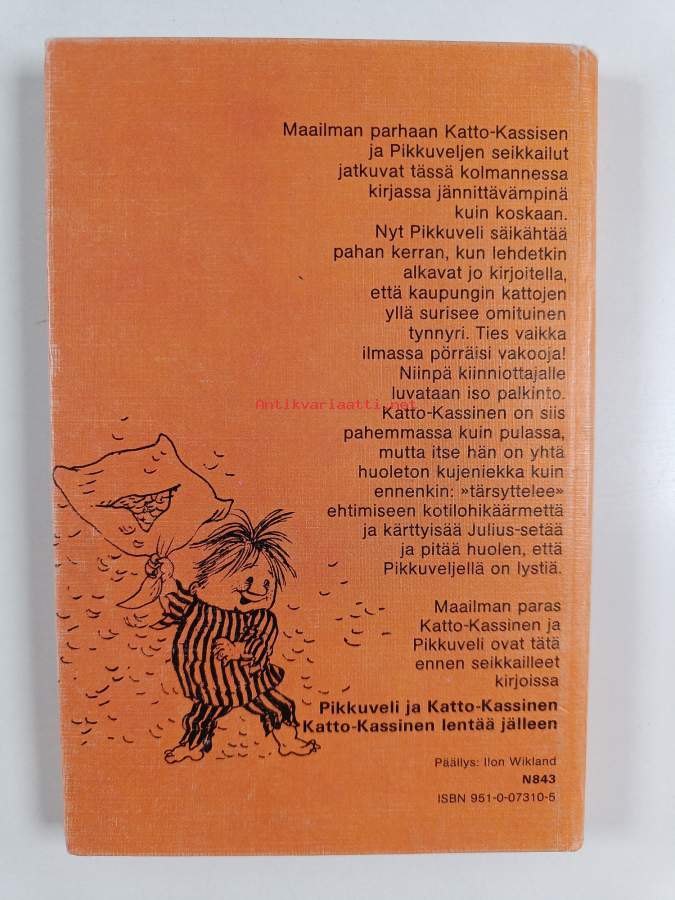 Maailman parhaan Katto-Kassisen
ja Pikkuveljen seikkailut
jatkuvat tässä kolmannessa
kirjassa jännittävämpinä
kuin koskaan.
Nyt Pikkuveli säikähtää
pahan kerran, kun lehdetkin
alkavat jo kirjoitella,
että kaupungin kattojen
yllä surisee omituinen
tynnyri. Ties vaikka
ilmassa pörräisi vakooja!
Niinpä kiinniottajalle
luvataan iso palkinto.
Antikvariaatti.net
Katto-Kassinen on siis
pahemmassa kuin pulassa,
mutta itse hän on yhtä
huoleton kujeniekka kuin
ennenkin: »tärsyttelee»
ehtimiseen kotilohikäärmettä
ja kärttyisää Julius-setää
ja pitää huolen, että
Pikkuveljellä on lystiä.
Maailman paras
Katto-Kassinen ja
Pikkuveli ovat tätä
ennen seikkailleet
kirjoissa
Pikkuveli ja Katto-Kassinen
Katto-Kassinen lentää jälleen
Päällys: Ilon Wikland
N843
ISBN 951-0-07310-5